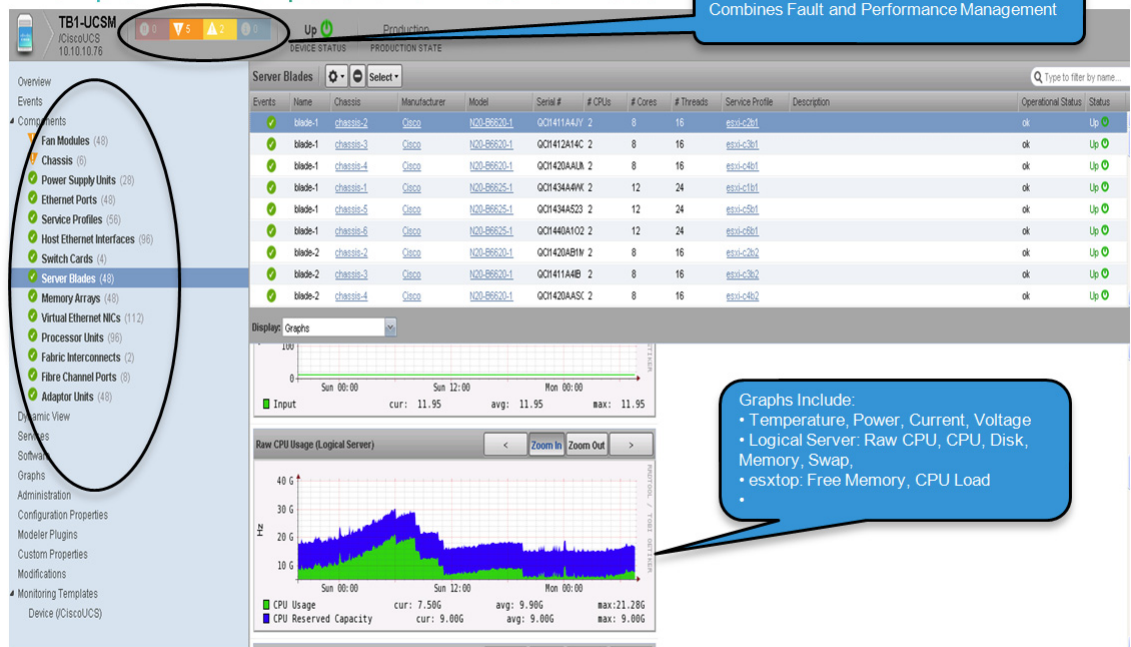 Combines Fault and Performance Management
TB1-UCSM
/CiscoUCS
10.10.10.76
0 5 2 0
Up
DEVICE STATUS
Production
PRODUCTION STATE
Overview
Events
Components
Fan Modules (48)
Chassis (6)
Power Supply Units (28)
Ethernet Ports (48)
Service Profiles (56)
Host Ethernet Interfaces (96)
Switch Cards (4)
Server Blades (48)
Memory Arrays (48)
Virtual Ethernet NICs (112)
Processor Units (96)
Fabric Interconnects (2)
Fibre Channel Ports (8)
Adaptor Units (48)
Dynamic View
Services
Software
Graphs
Administration
Configuration Properties
Modeler Plugins
Custom Properties
Modifications
Monitoring Templates
Device (/CiscoUCS)
Server Blades Select Type to filter by name...
Events Name Chassis Manufacturer Model Serial # # CPUs # Cores # Threads Service Profile Description Operational Status Status
blade-1 chassis-2 Cisco N20-B6620-1 QCI1411A4JY 2 8 16 esxi-c2b1 ok Up
blade-1 chassis-3 Cisco N20-B6620-1 QCI1412A14C 2 8 16 esxi-c3b1 ok Up
blade-1 chassis-4 Cisco N20-B6620-1 2 8 16 esxi-c4b1 ok Up
blade-1 chassis-1 Cisco N20-B6625-1 2 12 24 esxi-c1b1 ok Up
blade-1 chassis-5 Cisco N20-B6625-1 QCI1434A523 2 12 24 esxi-c5b1 ok Up
blade-1 chassis-6 Cisco N20-B6625-1 QCI1440A102 2 12 24 esxi-c6b1 ok Up
blade-2 chassis-2 Cisco N20-B6620-1 2 8 16 esxi-c2b2 ok Up
blade-2 chassis-3 Cisco N20-B6620-1 QCI1411A4IB 2 8 16 esxi-c3b2 ok Up
blade-2 chassis-4 Cisco N20-B6620-1 2 8 16 esxi-c4b2 ok Up
Display: Graphs
100
0
Sun 00:00 Sun 12:00 Mon 00:00
Input cur: 11.95 avg: 11.95 max: 11.95
Raw CPU Usage (Logical Server) < Zoom In Zoom Out >
40 G
30 G
20 G
10 G
Hz
RRDTOOL / TOBI OETIKER
Sun 00:00 Sun 12:00 Mon 00:00
CPU Usage cur: 7.50G avg: 9.90G max:21.28G
CPU Reserved Capacity cur: 9.00G avg: 9.00G max: 9.00G
Graphs Include:
• Temperature, Power, Current, Voltage
• Logical Server: Raw CPU, CPU, Disk,
Memory, Swap,
• esxtop: Free Memory, CPU Load
•